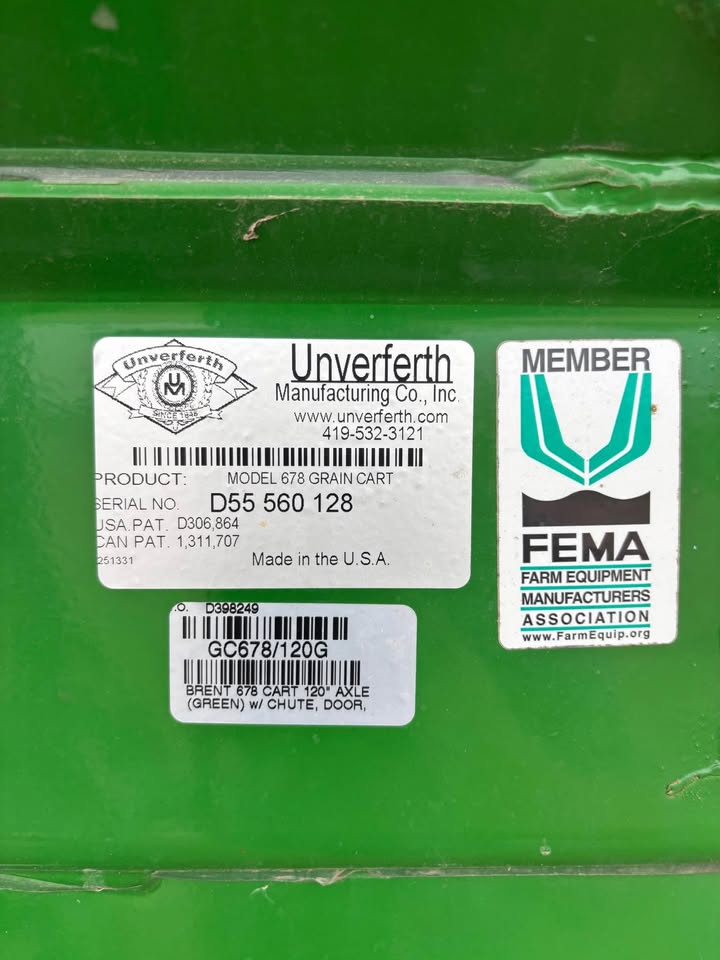 Unverferth
UM
SINCE 1948
Unverferth
Manufacturing Co., Inc
www.unverferth.com
419-532-3121
PRODUCT: MODEL 678 GRAIN CART
SERIAL NO. D55 560 128
USA PAT. D306,864
CAN PAT. 1,311,707
251331 Made in the U.S.A.
.O. D398249
GC678/120G
BRENT 678 CART 120" AXLE
(GREEN) w/ CHUTE, DOOR,
MEMBER
FEMA
FARM EQUIPMENT
MANUFACTURERS
ASSOCIATION
www.FarmEquip.org